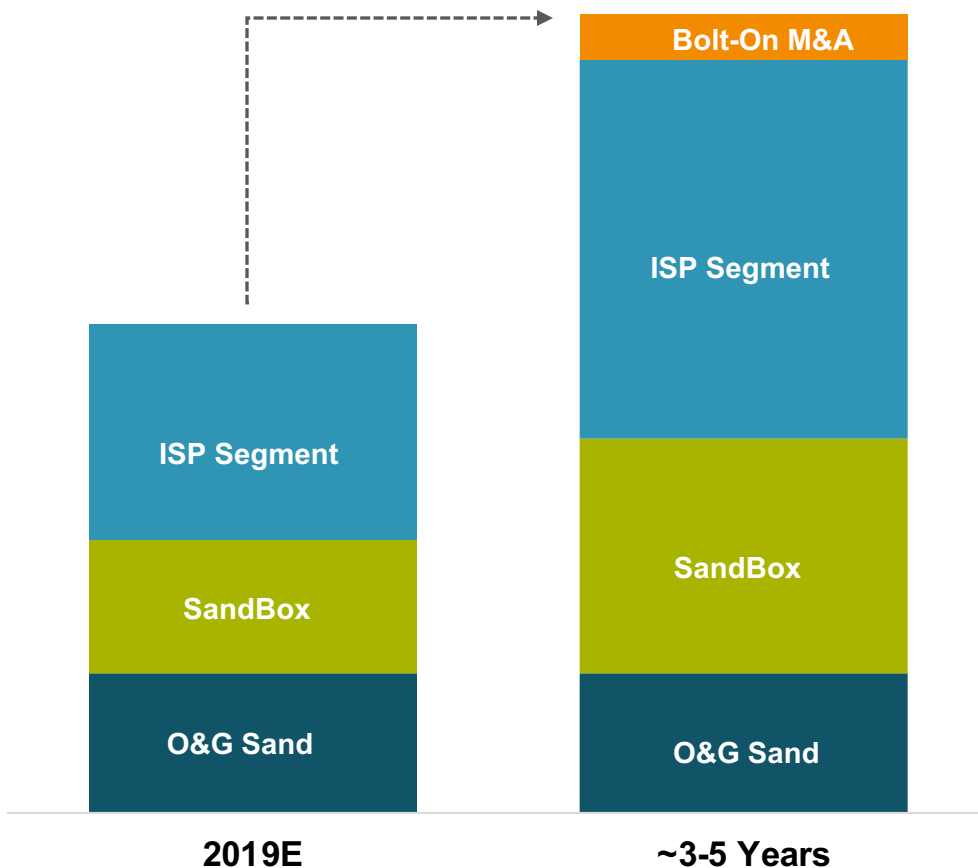 Bolt-On M&A
ISP Segment
ISP Segment
SandBox
SandBox
O&G Sand
O&G Sand
2019E
~3-5 Years